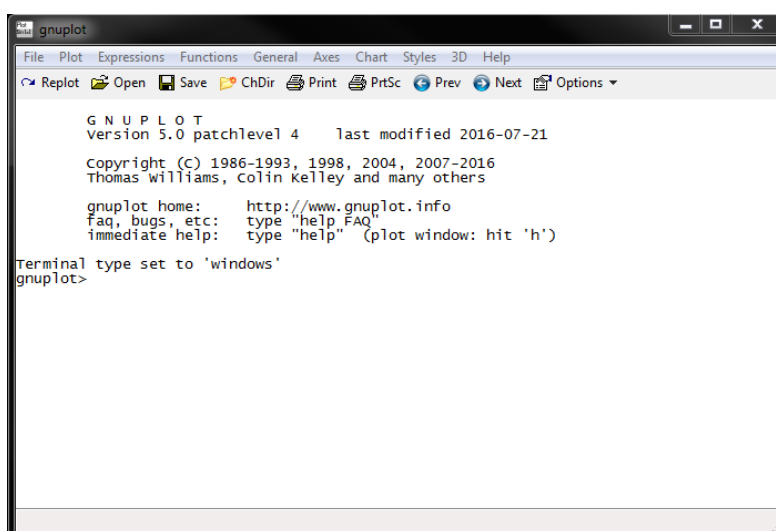 gnuplot
File Plot Expressions Functions General Axes Chart Styles 3D Help
Replot Open Save ChDir Print PrtSc Prev Next Options
G N U P L O T
Version 5.0 patchlevel 4    last modified 2016-07-21
Copyright (C) 1986-1993, 1998, 2004, 2007-2016
Thomas Williams, Colin Kelley and many others
gnuplot home:     http://www.gnuplot.info
faq, bugs, etc:   type "help FAQ"
immediate help:   type "help"  (plot window: hit 'h')
Terminal type set to 'windows'
gnuplot>